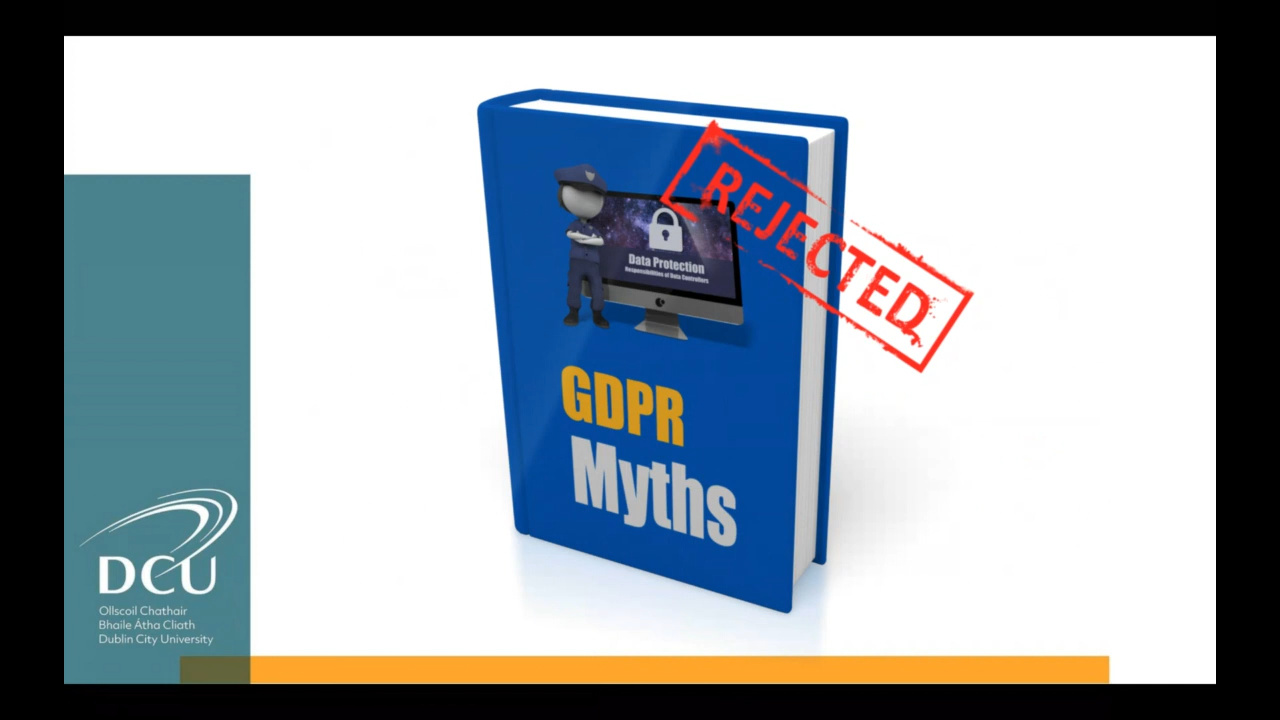 REJECTED
Data Protection
Responsibilities of Data Controllers
GDPR
Myths
DCU
Ollscoil Chathair
Bhaile Átha Cliath
Dublin City University